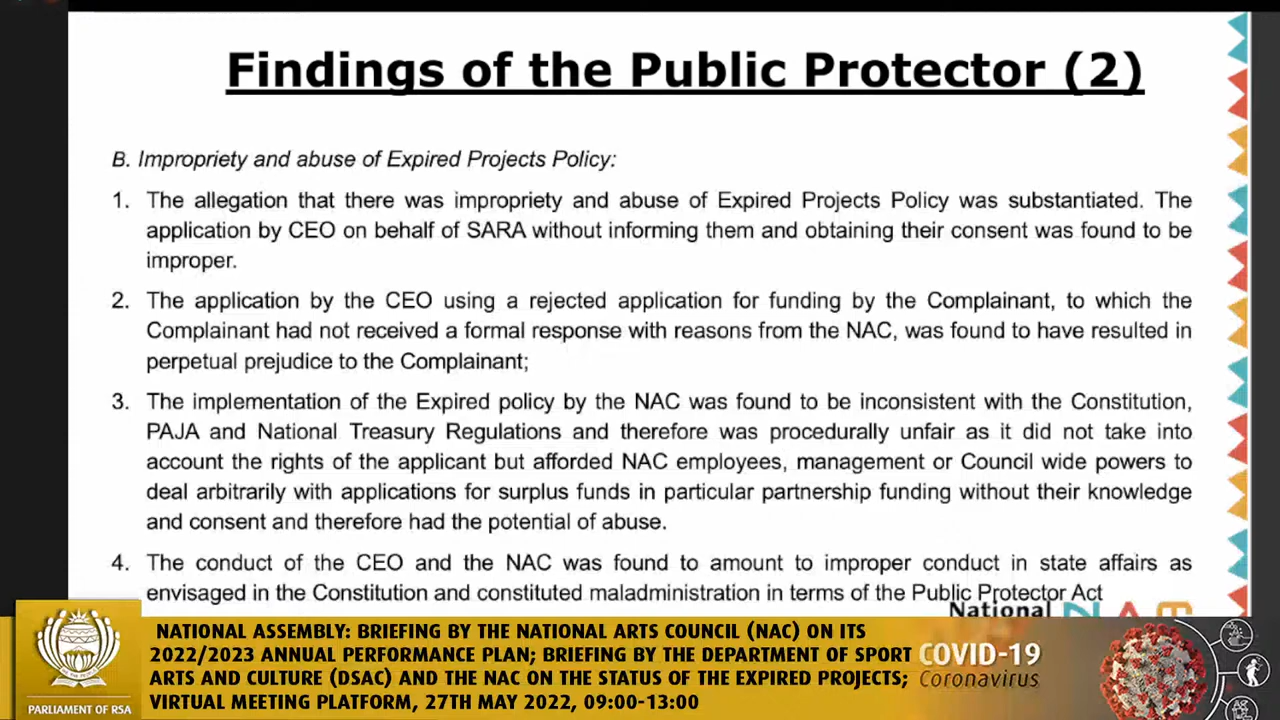 Findings of the Public Protector (2)
B. Impropriety and abuse of Expired Projects Policy:
1. The allegation that there was impropriety and abuse of Expired Projects Policy was substantiated. The
application by CEO on behalf of SARA without informing them and obtaining their consent was found to be
improper.
2. The application by the CEO using a rejected application for funding by the Complainant, to which the
Complainant had not received a formal response with reasons from the NAC, was found to have resulted in
perpetual prejudice to the Complainant;
3. The implementation of the Expired policy by the NAC was found to be inconsistent with the Constitution,
PAJA and National Treasury Regulations and therefore was procedurally unfair as it did not take into
account the rights of the applicant but afforded NAC employees, management or Council wide powers to
deal arbitrarily with applications for surplus funds in particular partnership funding without their knowledge
and consent and therefore had the potential of abuse.
4. The conduct of the CEO and the NAC was found to amount to improper conduct in state affairs as
envisaged in the Constitution and constituted maladministration in terms of the Public Protector Act
National
NATIONAL ASSEMBLY: BRIEFING BY THE NATIONAL ARTS COUNCIL (NAC) ON ITS
2022/2023 ANNUAL PERFORMANCE PLAN; BRIEFING BY THE DEPARTMENT OF SPORT
ARTS AND CULTURE (DSAC) AND THE NAC ON THE STATUS OF THE EXPIRED PROJECTS;
VIRTUAL MEETING PLATFORM, 27TH MAY 2022, 09:00-13:00
PARLIAMENT OF RSA
COVID-19
Coronavirus